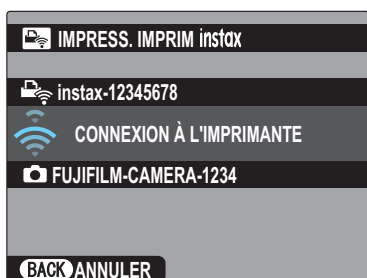 IMPRESS. IMPRIM instax
instax-12345678
CONNEXION À L'IMPRIMANTE
FUJIFILM-CAMERA-1234
BACK ANNULER